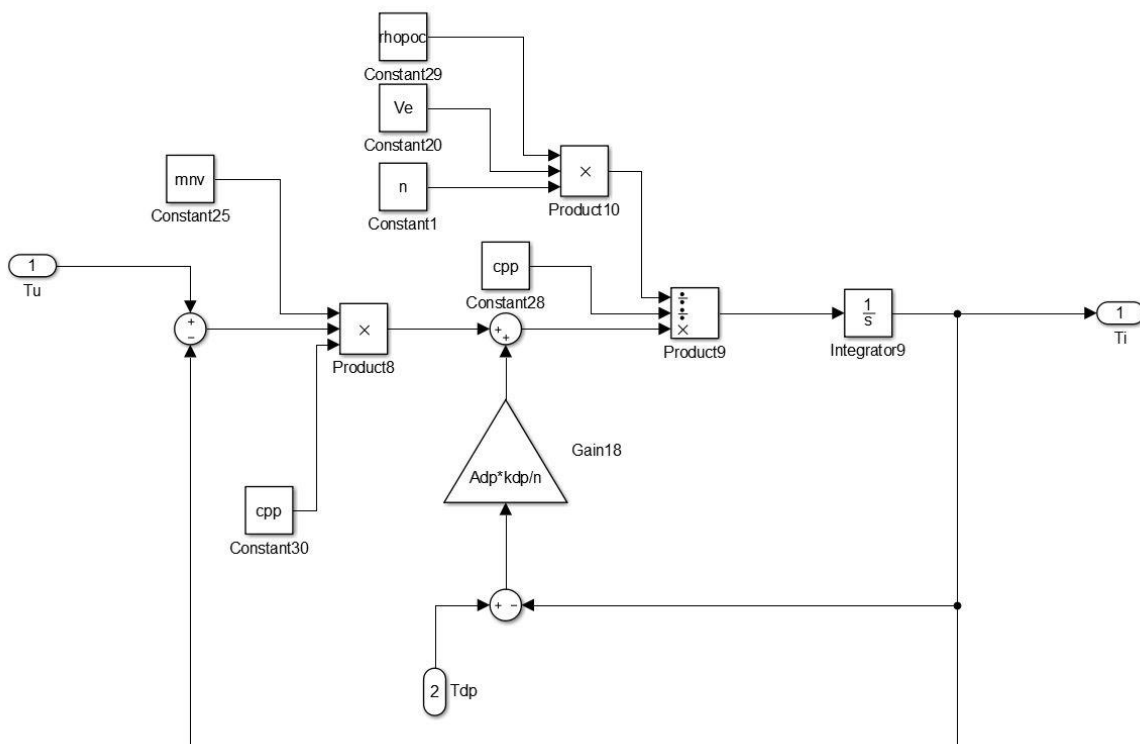 rhopoc
Constant29
Ve
Constant20
n
Constant1
×
Product10
mnv
Constant25
1
Tu
+
−
cpp
Constant28
×
Product8
+
+
÷
÷
×
Product9
1
s
Integrator9
1
Ti
Gain18
Adp*kdp/n
cpp
Constant30
+ −
2
Tdp